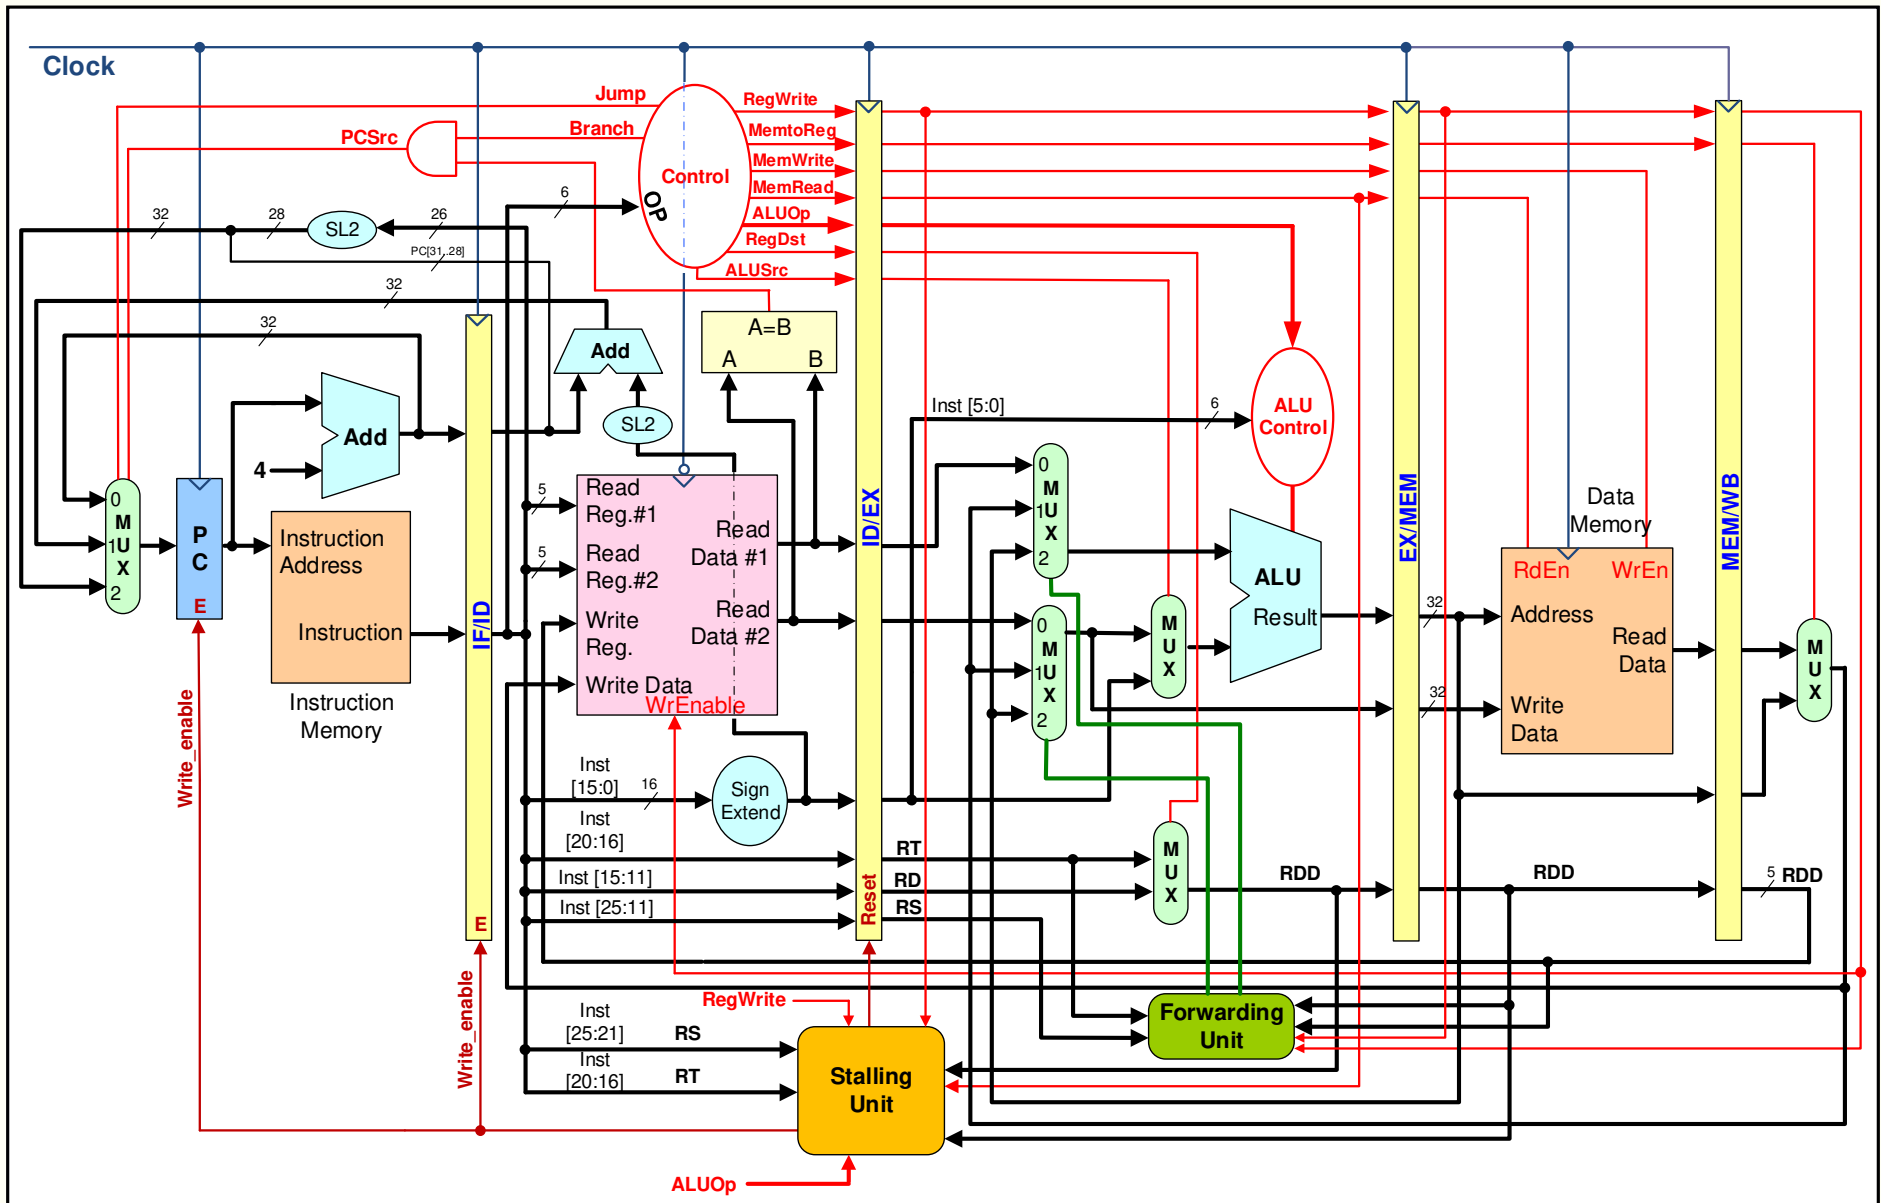 Clock
Jump
Branch
PCSrc
Control
OP
RegWrite
MemtoReg
MemWrite
MemRead
ALUOp
RegDst
ALUSrc
6
32
28
SL2
26
PC[31..28]
32
32
Add
4
Add
SL2
A=B
A
B
Inst [5:0]
6
ALU
Control
0
M
1U
X
2
P
C
E
Instruction
Address
Instruction
Instruction
Memory
IF/ID
E
5
5
Read
Reg.#1
Read
Reg.#2
Write
Reg.
Write Data
WrEnable
Read
Data #1
Read
Data #2
ID/EX
Reset
0
M
1U
X
2
0
M
1U
X
2
M
U
X
ALU
Result
EX/MEM
32
32
Data
Memory
RdEn
WrEn
Address
Read
Data
Write
Data
MEM/WB
M
U
X
Write_enable
Inst
[15:0]
16
Sign
Extend
Inst
[20:16]
Inst [15:11]
Inst [25:11]
RT
RD
RS
M
U
X
RDD
RDD
5
RDD
Write_enable
RegWrite
Inst
[25:21]
RS
Inst
[20:16]
RT
Stalling
Unit
Forwarding
Unit
ALUOp